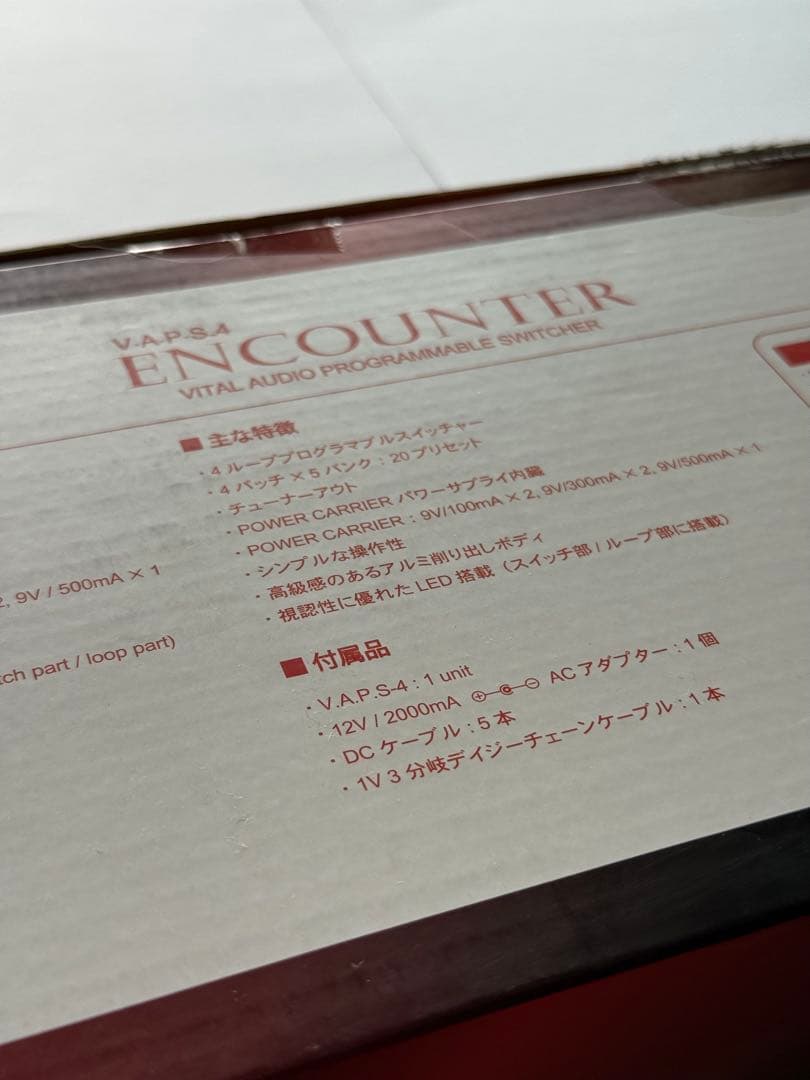 V.A.P.S-4
ENCOUNTER
VITAL AUDIO PROGRAMMABLE SWITCHER
■ 主な特徴
・4 ループプログラマブルスイッチャー
・4 パッチ × 5 バンク : 20 プリセット
・チューナーアウト
・POWER CARRIER パワーサプライ内臓
・POWER CARRIER : 9V/100mA × 2, 9V/300mA × 2, 9V/500mA × 1
・シンプルな操作性
・高級感のあるアルミ削り出しボディ
・視認性に優れた LED 搭載（スイッチ部 / ループ部に搭載）
2, 9V / 500mA × 1
tch part / loop part)
■ 付属品
・V.A.P.S-4 : 1 unit
・12V / 2000mA AC アダプター : 1 個
・DC ケーブル : 5 本
・1V 3 分岐デイジーチェーンケーブル : 1 本